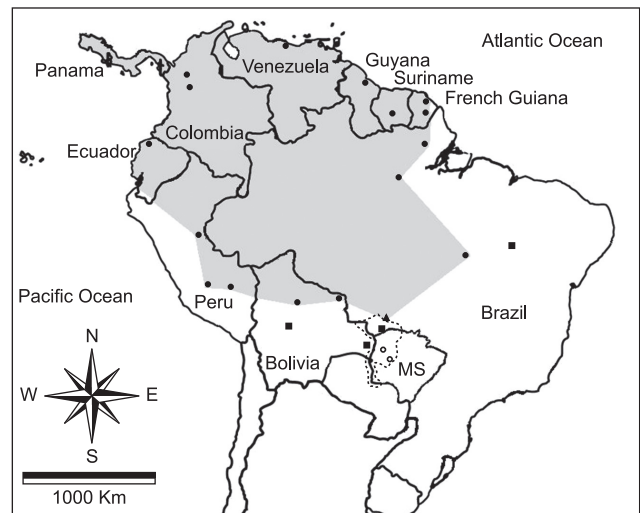 Atlantic Ocean
Guyana
Suriname
French Guiana
Panama
Venezuela
Colombia
Ecuador
Pacific Ocean
Peru
Brazil
Bolivia
MS
N
W
E
S
1000 Km